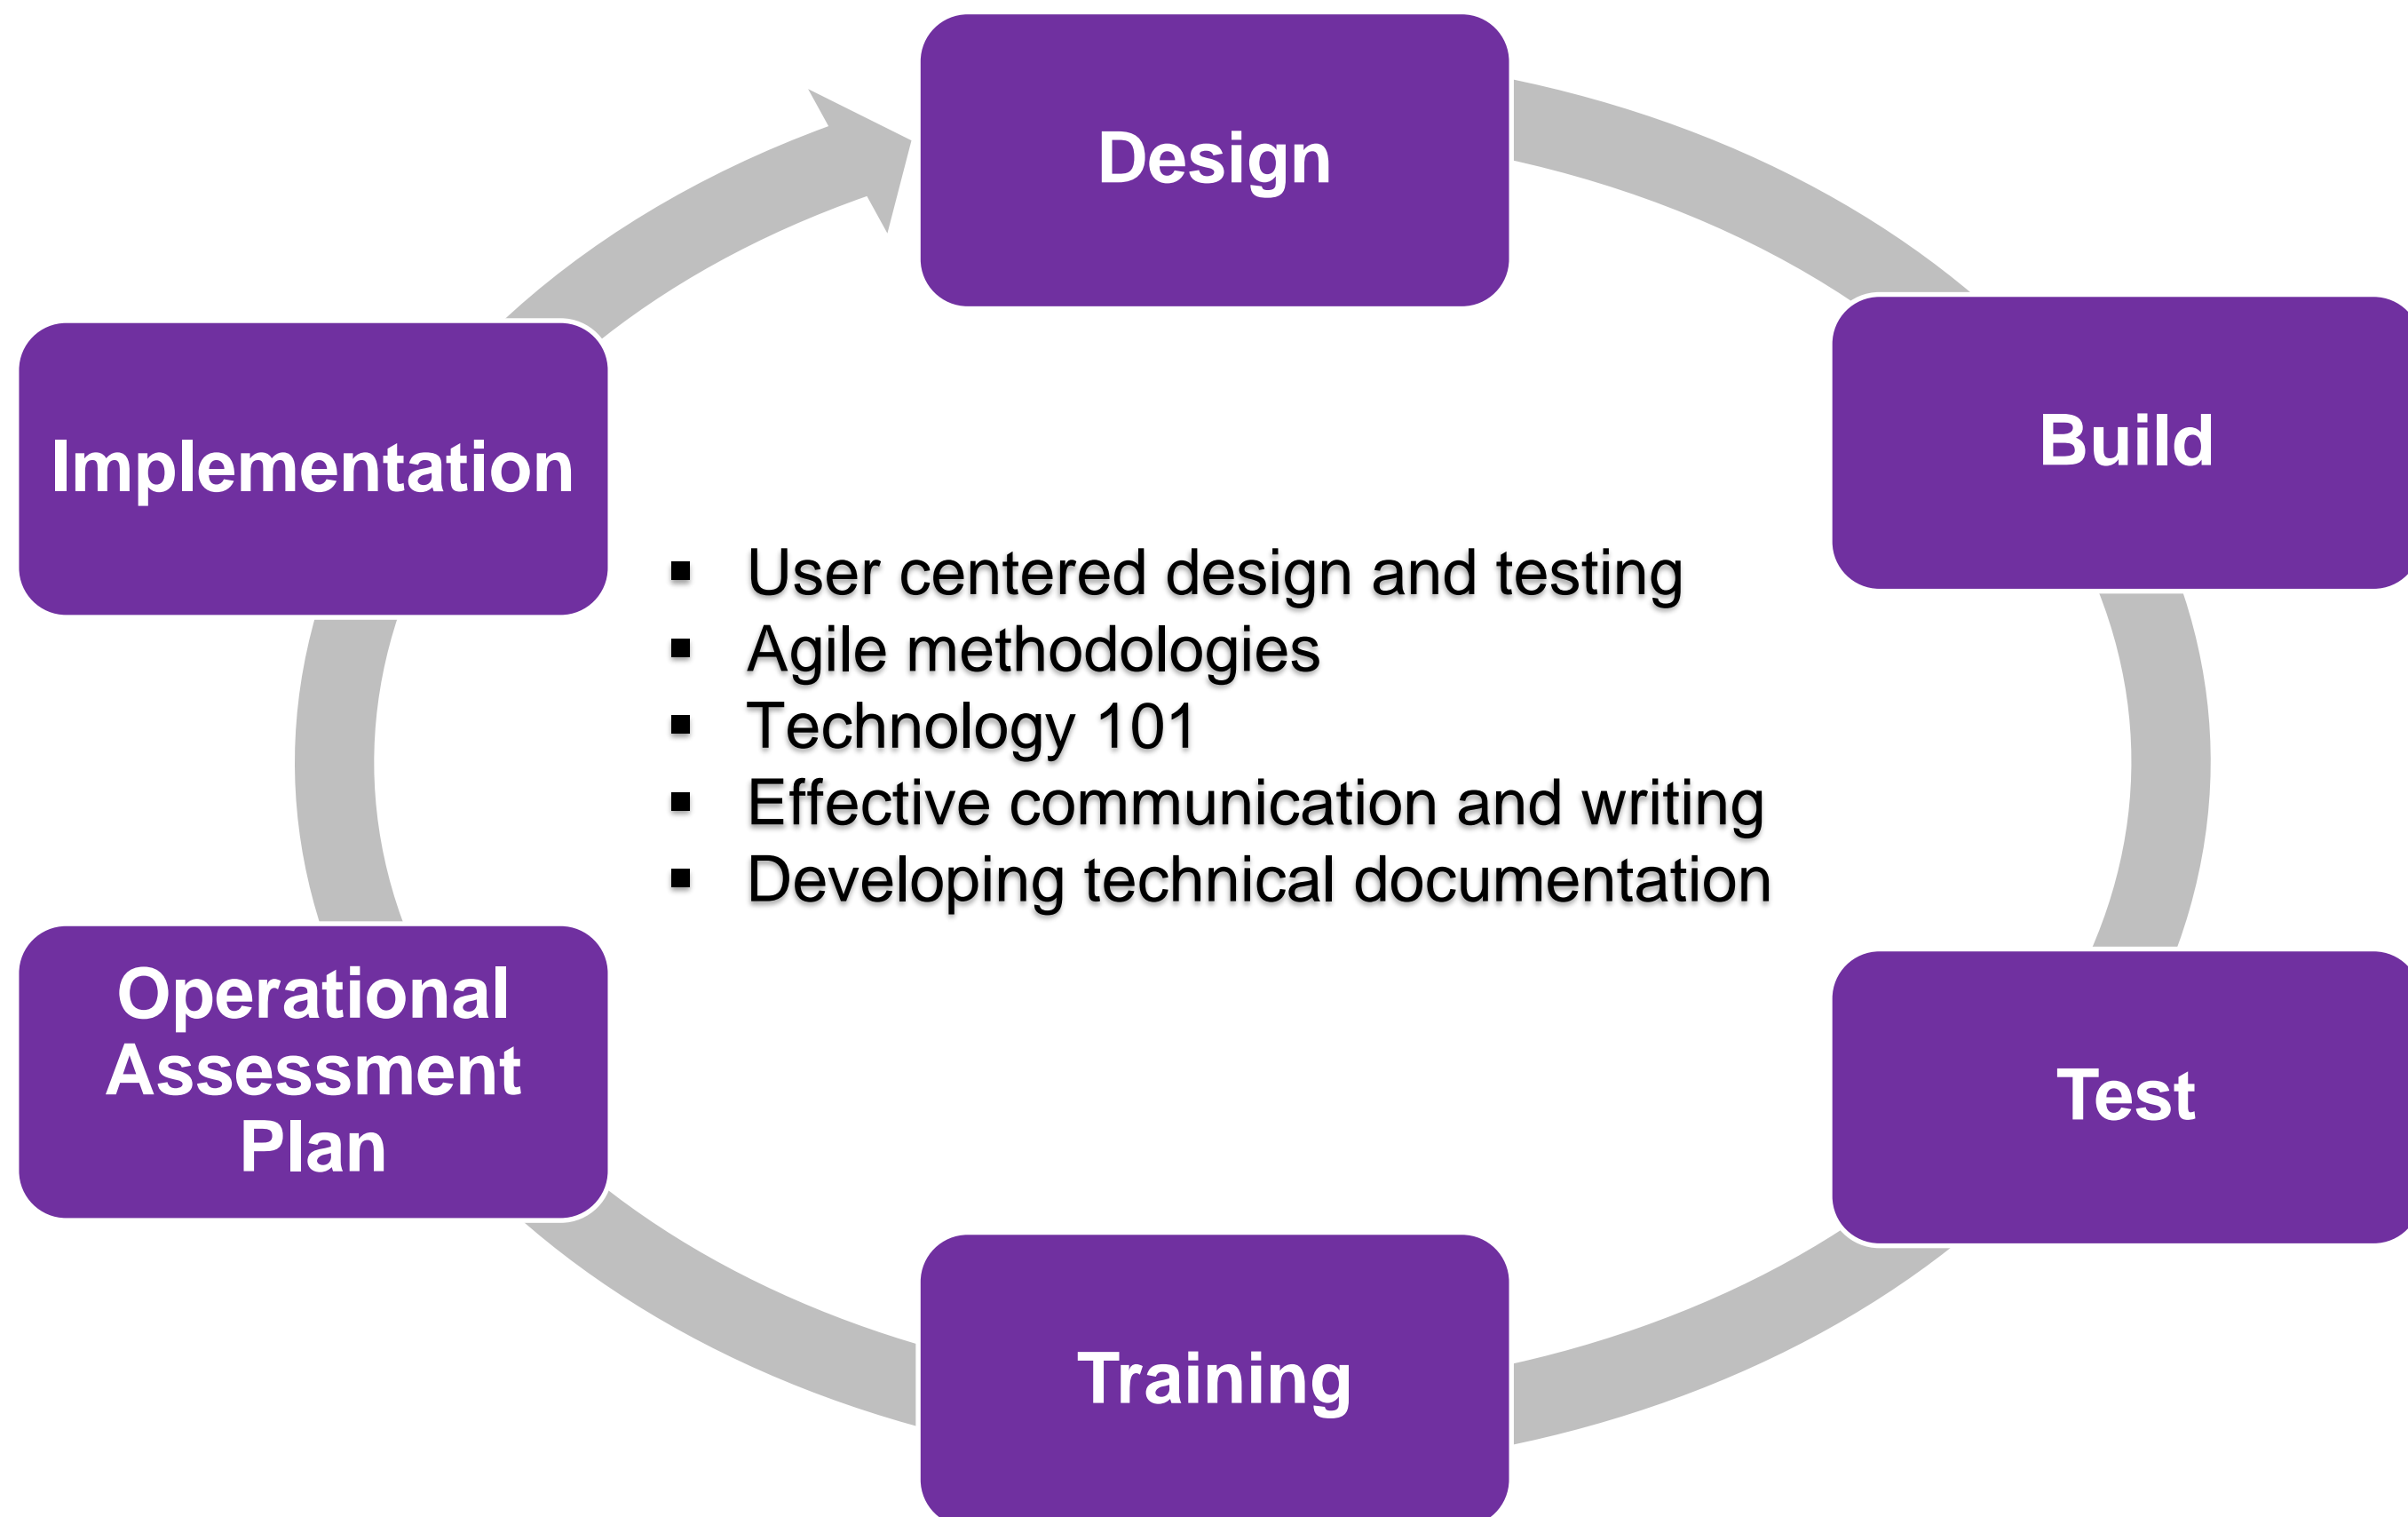 Design
Build
Implementation
▪ User centered design and testing
▪ Agile methodologies
▪ Technology 101
▪ Effective communication and writing
▪ Developing technical documentation
Operational
Assessment
Plan
Test
Training